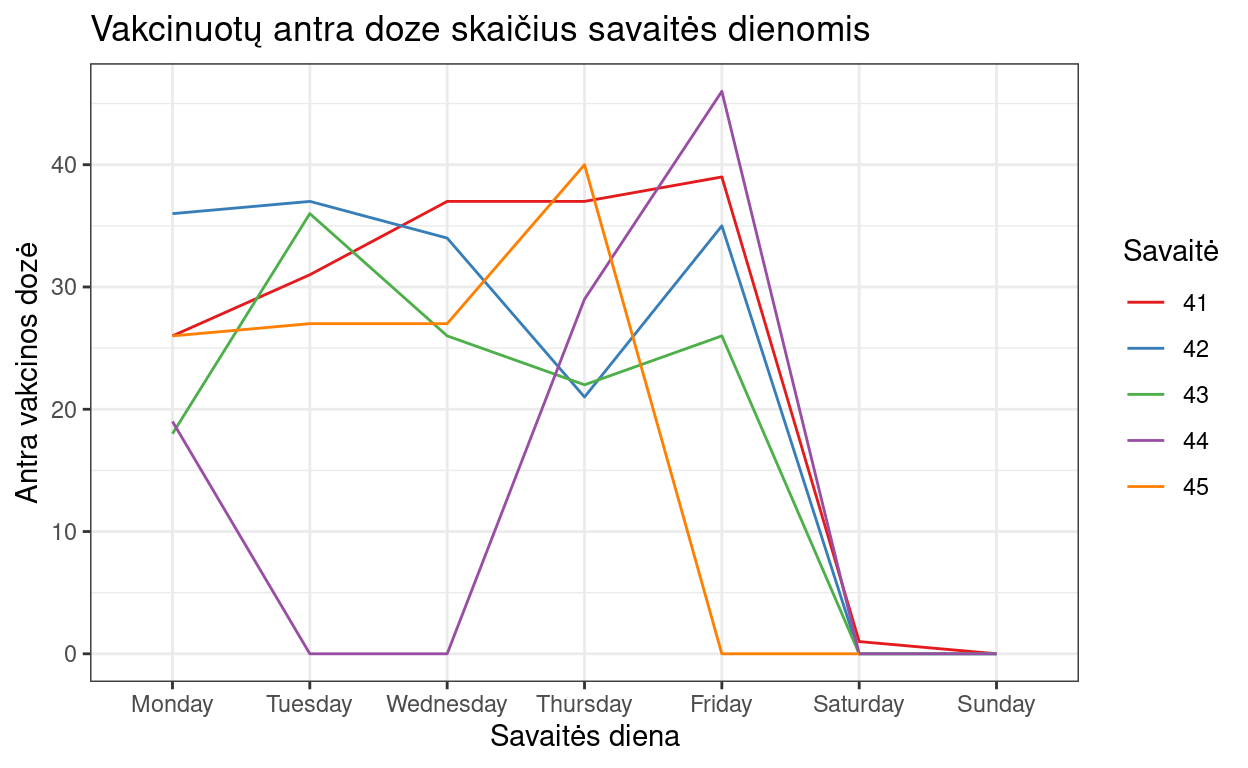 Vakcinuotų antra doze skaičius savaitės dienomis
Antra vakcinos dozė
40
30
20
10
0
Monday Tuesday Wednesday Thursday Friday Saturday Sunday
Savaitės diena
Savaitė
41
42
43
44
45